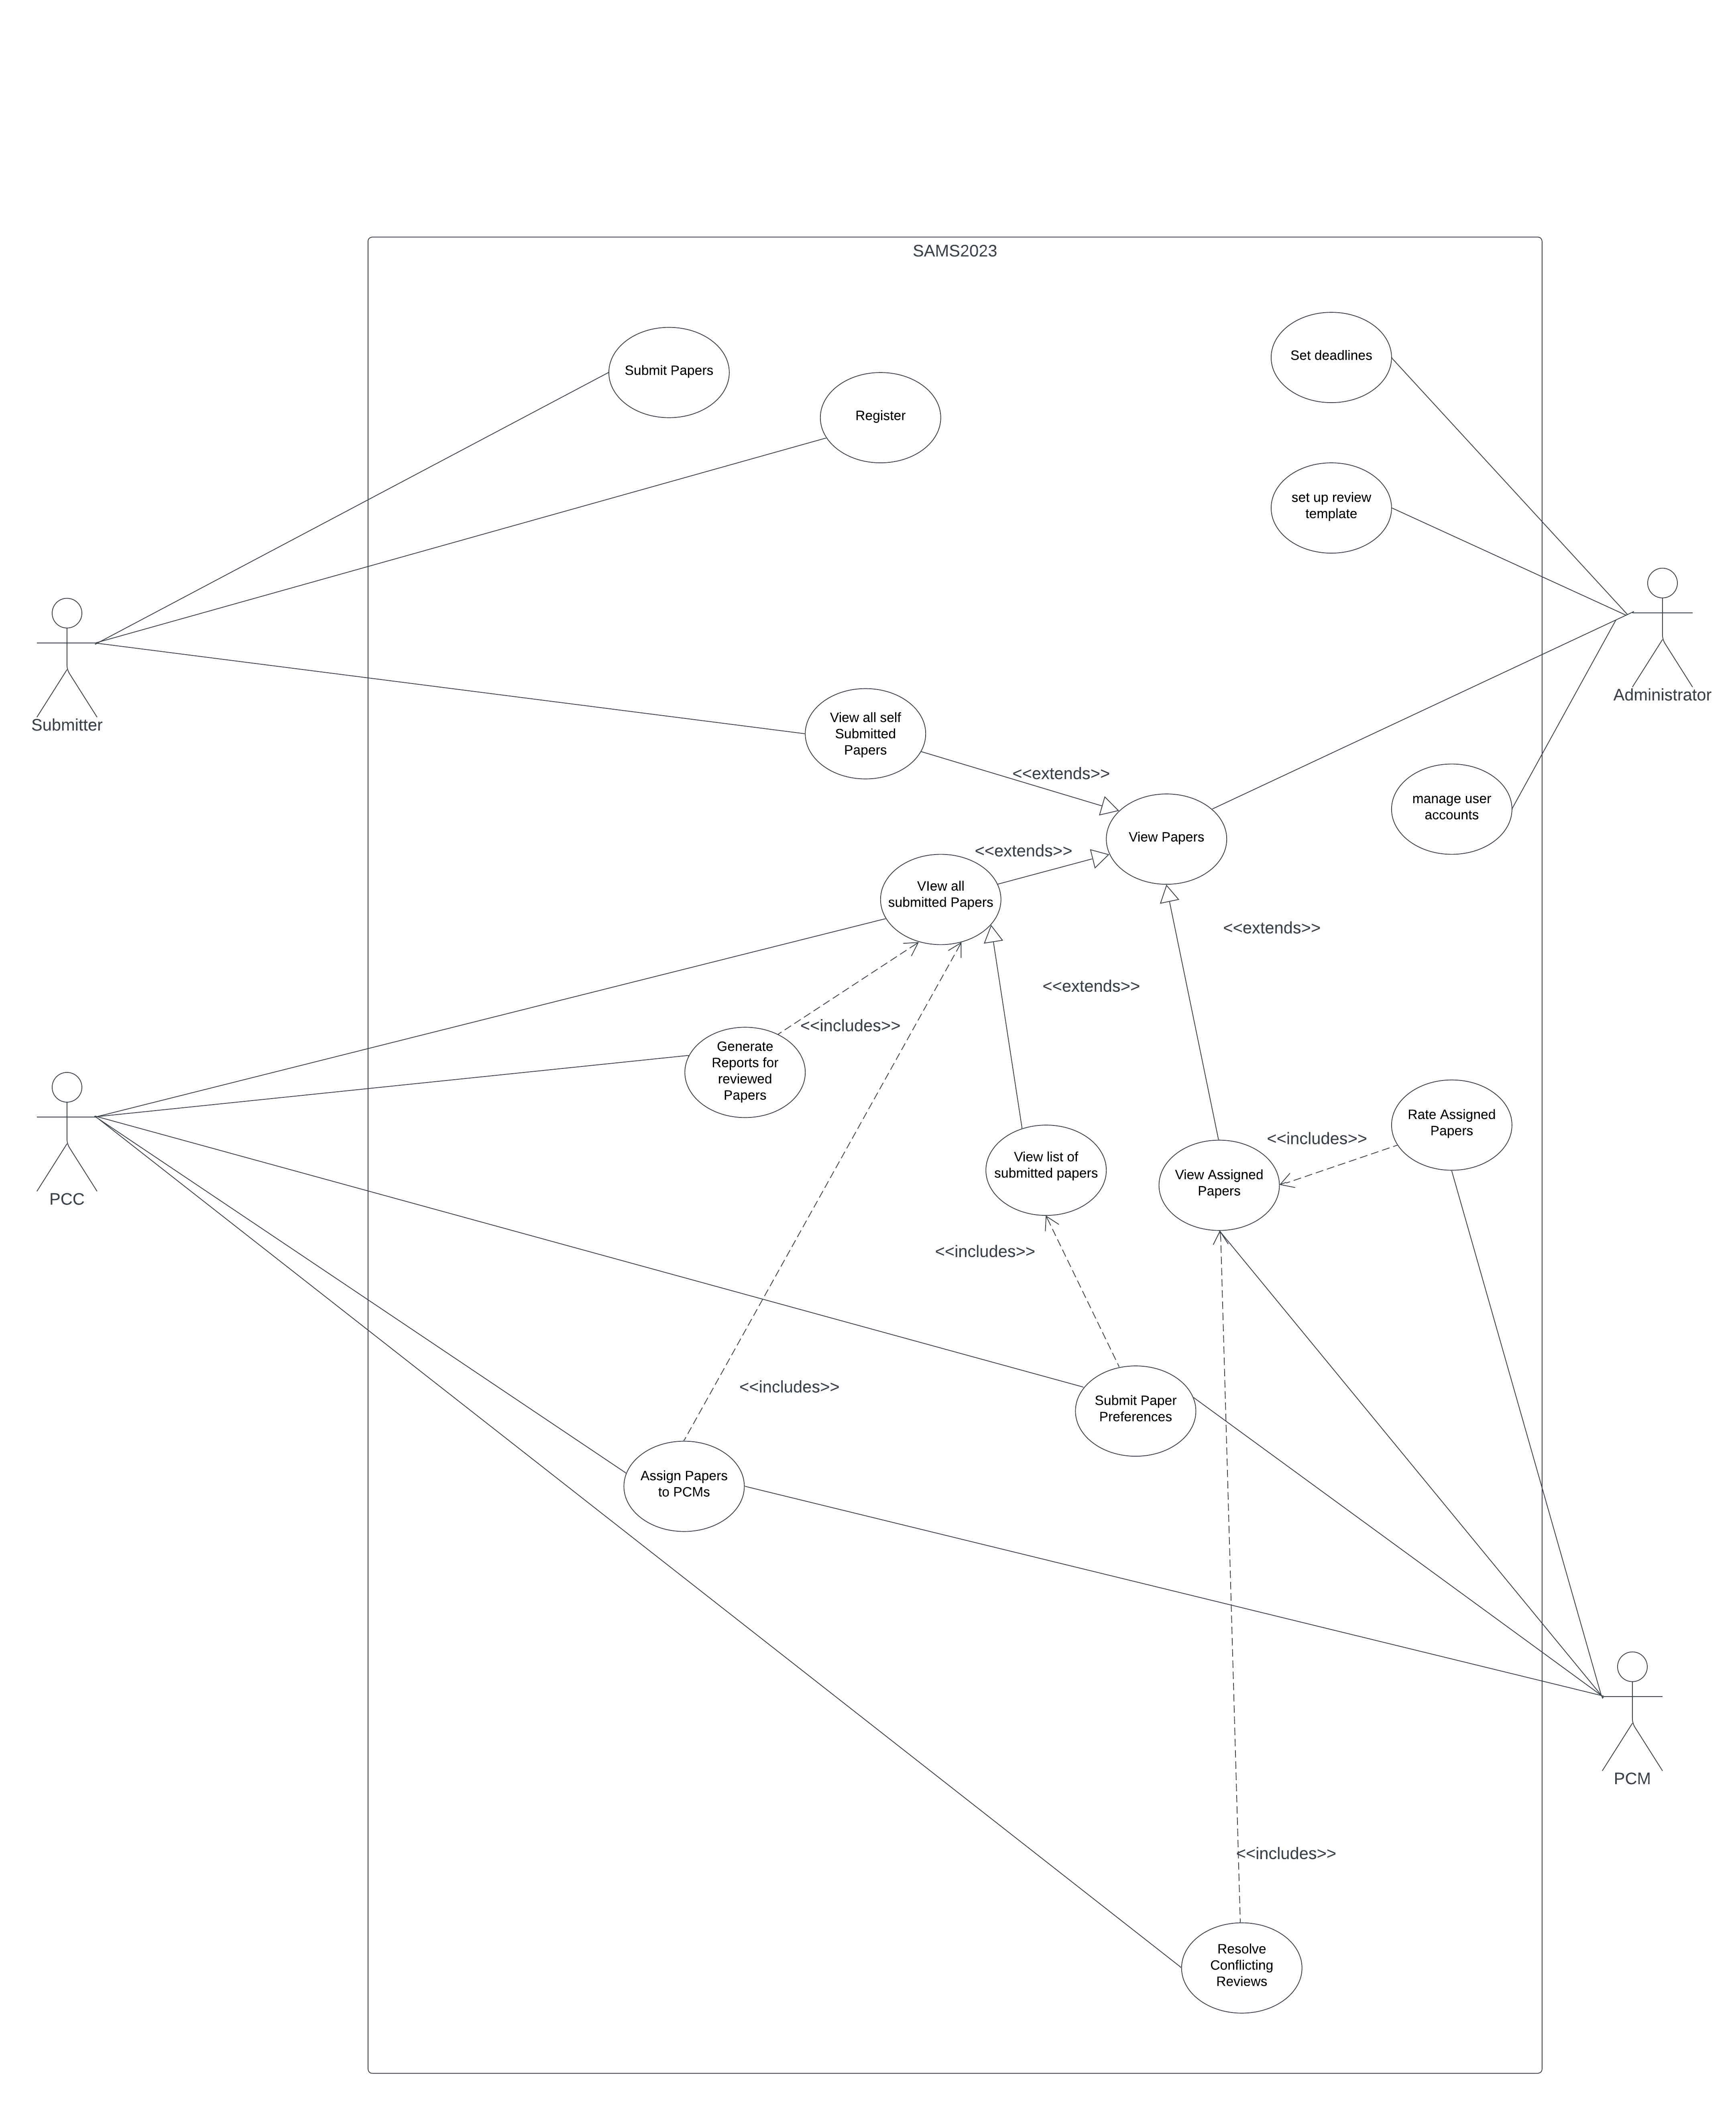 SAMS2023
Submit Papers
Set deadlines
Register
set up review
template
Submitter
Administrator
View all self
Submitted
Papers
<<extends>>
View Papers
manage user
accounts
<<extends>>
VIew all
submitted Papers
<<extends>>
<<extends>>
<<includes>>
Generate
Reports for
reviewed
Papers
PCC
View list of
submitted papers
<<includes>>
Rate Assigned
Papers
View Assigned
Papers
<<includes>>
<<includes>>
Submit Paper
Preferences
Assign Papers
to PCMs
PCM
<<includes>>
Resolve
Conflicting
Reviews